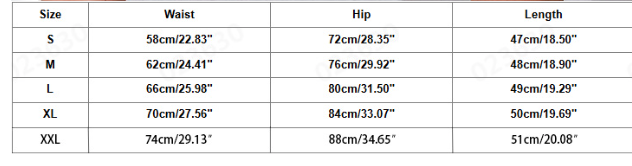 Size Waist Hip Length
S 58cm/22.83" 72cm/28.35" 47cm/18.50"
M 62cm/24.41" 76cm/29.92" 48cm/18.90"
L 66cm/25.98" 80cm/31.50" 49cm/19.29"
XL 70cm/27.56" 84cm/33.07" 50cm/19.69"
XXL 74cm/29.13″ 88cm/34.65″ 51cm/20.08″